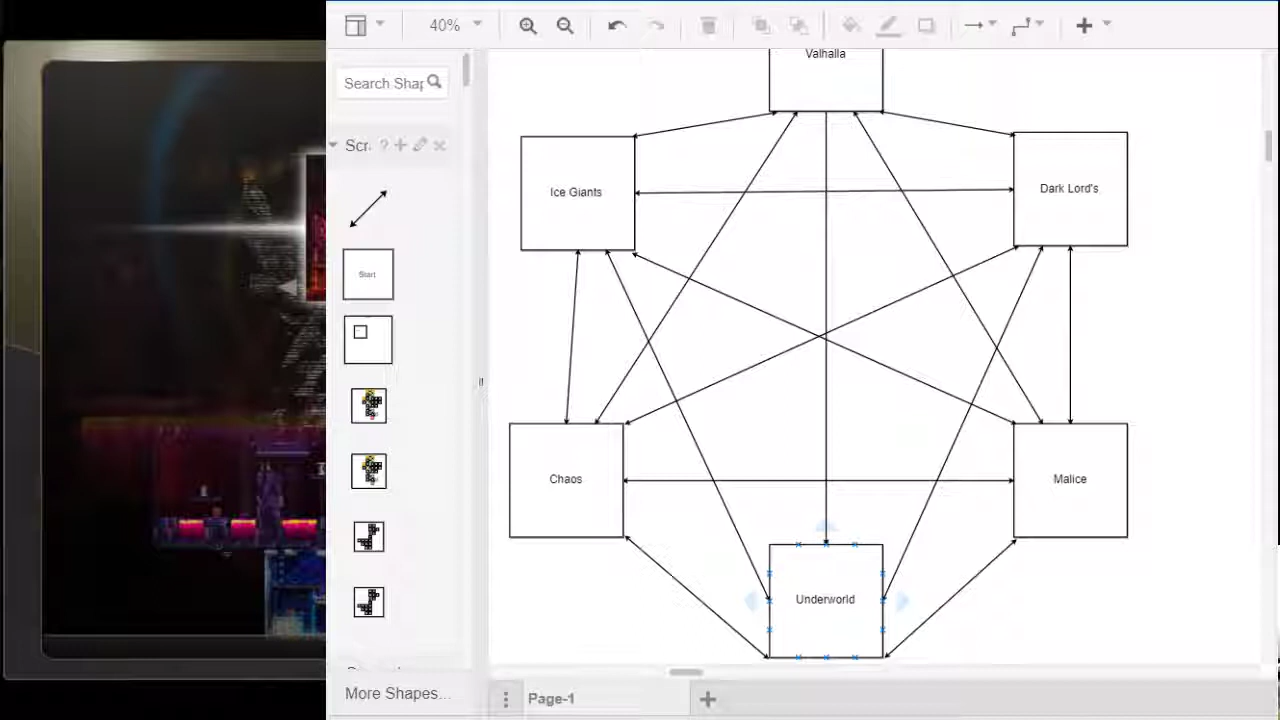 40%
Valhalla
Search Shap
Scr. ?
Ice Giants
Dark Lord's
Start
Chaos
Malice
Underworld
More Shapes...
Page-1